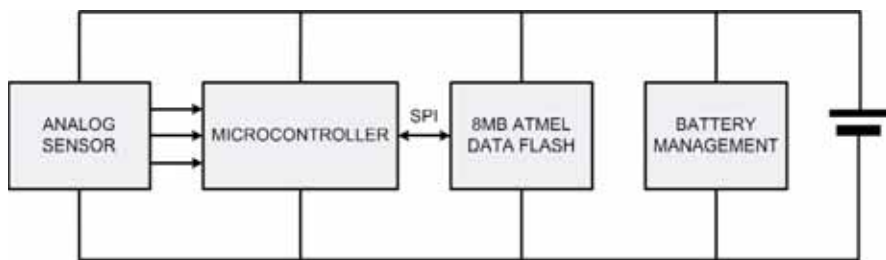 ANALOG
SENSOR
MICROCONTROLLER
SPI
8MB ATMEL
DATA FLASH
BATTERY
MANAGEMENT